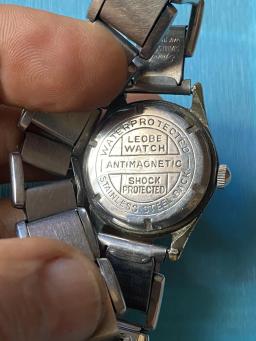 WATERPROTECTED
LEOBE
WATCH
ANTIMAGNETIC
SHOCK
PROTECTED
STAINLESS STEEL BACK